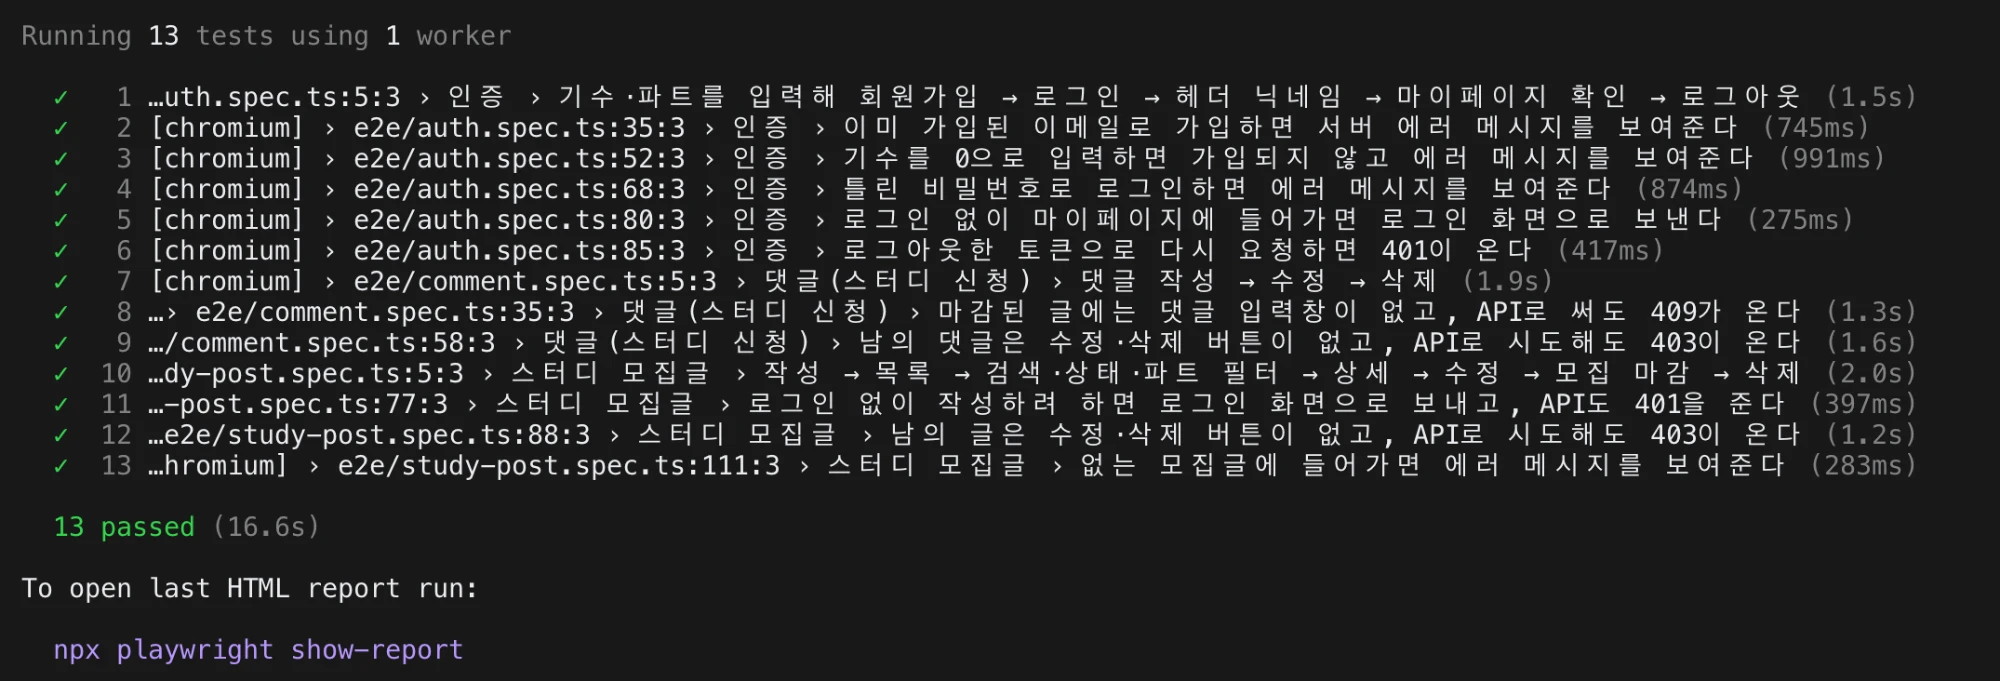 Running 13 tests using 1 worker
✓ 1 …uth.spec.ts:5:3 › 인증 › 기수·파트를 입력해 회원가입 → 로그인 → 헤더 닉네임 → 마이페이지 확인 → 로그아웃 (1.5s)
✓ 2 [chromium] › e2e/auth.spec.ts:35:3 › 인증 › 이미 가입된 이메일로 가입하면 서버 에러 메시지를 보여준다 (745ms)
✓ 3 [chromium] › e2e/auth.spec.ts:52:3 › 인증 › 기수를 0으로 입력하면 가입되지 않고 에러 메시지를 보여준다 (991ms)
✓ 4 [chromium] › e2e/auth.spec.ts:68:3 › 인증 › 틀린 비밀번호로 로그인하면 에러 메시지를 보여준다 (874ms)
✓ 5 [chromium] › e2e/auth.spec.ts:80:3 › 인증 › 로그인 없이 마이페이지에 들어가면 로그인 화면으로 보낸다 (275ms)
✓ 6 [chromium] › e2e/auth.spec.ts:85:3 › 인증 › 로그아웃한 토큰으로 다시 요청하면 401이 온다 (417ms)
✓ 7 [chromium] › e2e/comment.spec.ts:5:3 › 댓글(스터디 신청) › 댓글 작성 → 수정 → 삭제 (1.9s)
✓ 8 …› e2e/comment.spec.ts:35:3 › 댓글(스터디 신청) › 마감된 글에는 댓글 입력창이 없고, API로 써도 409가 온다 (1.3s)
✓ 9 …/comment.spec.ts:58:3 › 댓글(스터디 신청) › 남의 댓글은 수정·삭제 버튼이 없고, API로 시도해도 403이 온다 (1.6s)
✓ 10 …dy-post.spec.ts:5:3 › 스터디 모집글 › 작성 → 목록 → 검색·상태·파트 필터 → 상세 → 수정 → 모집 마감 → 삭제 (2.0s)
✓ 11 …-post.spec.ts:77:3 › 스터디 모집글 › 로그인 없이 작성하려 하면 로그인 화면으로 보내고, API도 401을 준다 (397ms)
✓ 12 …e2e/study-post.spec.ts:88:3 › 스터디 모집글 › 남의 글은 수정·삭제 버튼이 없고, API로 시도해도 403이 온다 (1.2s)
✓ 13 …hromium] › e2e/study-post.spec.ts:111:3 › 스터디 모집글 › 없는 모집글에 들어가면 에러 메시지를 보여준다 (283ms)
13 passed (16.6s)
To open last HTML report run:
npx playwright show-report